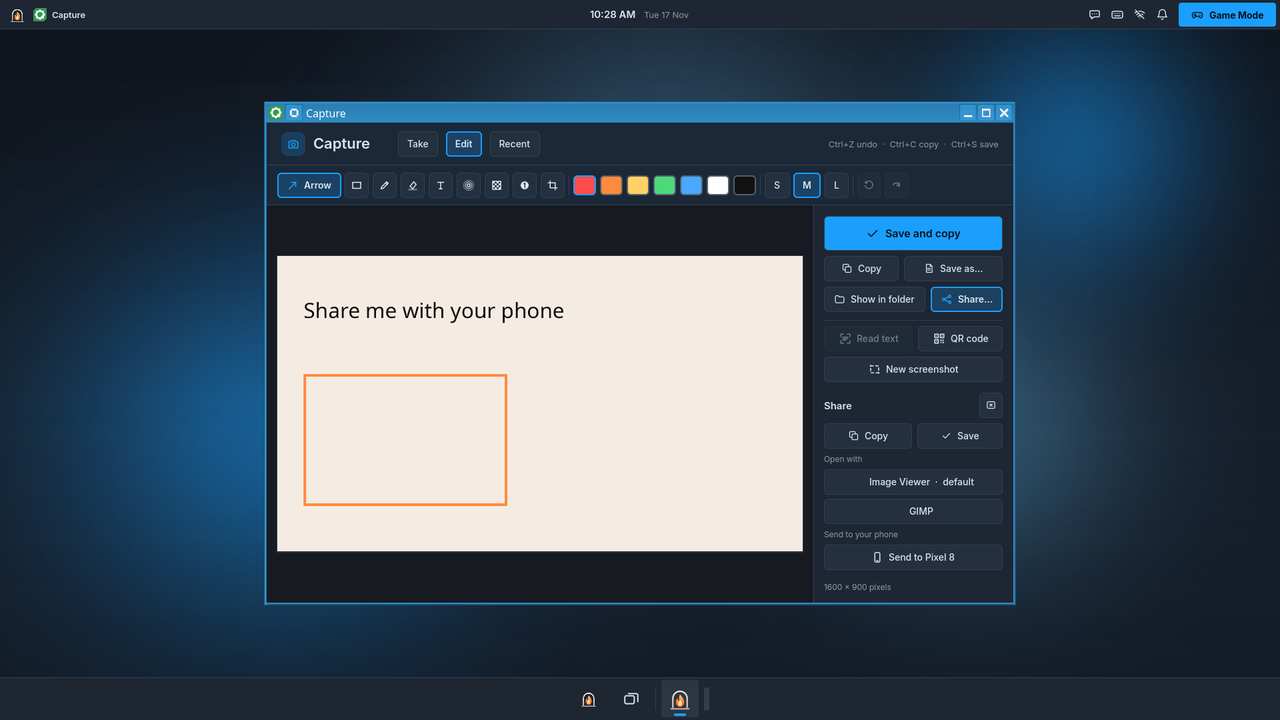 Capture
10:28 AM Tue 17 Nov
Game Mode
Capture
Capture
Take
Edit
Recent
Ctrl+Z undo · Ctrl+C copy · Ctrl+S save
Arrow
T
S
M
L
Share me with your phone
Save and copy
Copy
Save as...
Show in folder
Share...
Read text
QR code
New screenshot
Share
Copy
Save
Open with
Image Viewer · default
GIMP
Send to your phone
Send to Pixel 8
1600 × 900 pixels